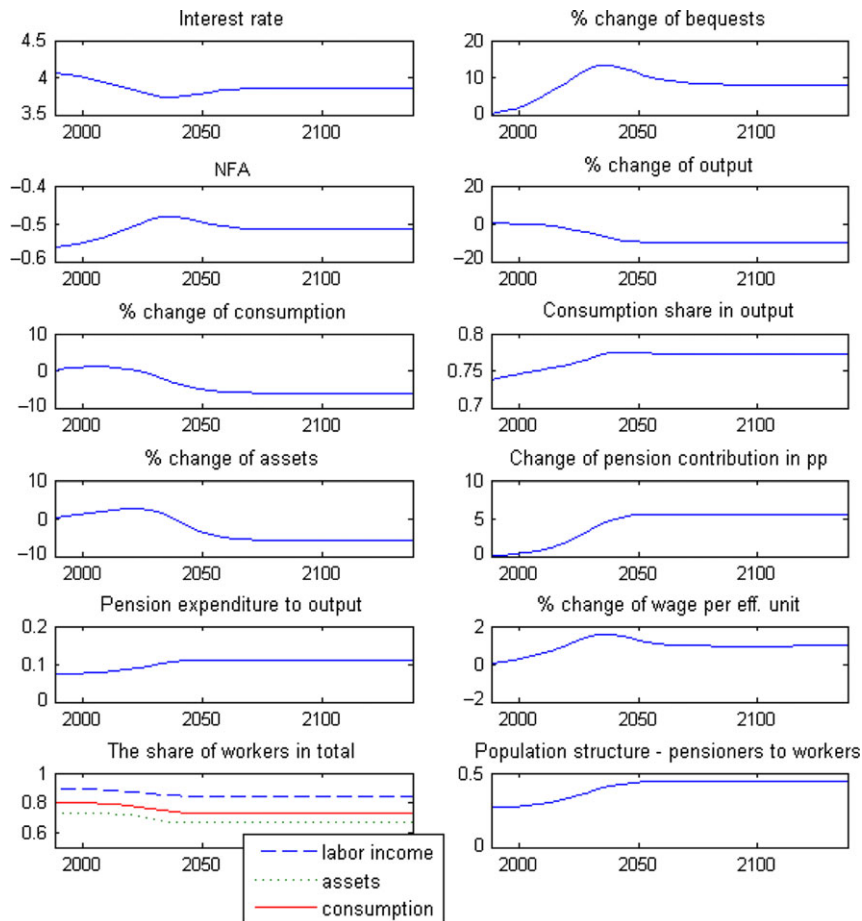 Interest rate
4.5
4
3.5
2000 2050 2100
% change of bequests
20
10
0
2000 2050 2100
NFA
−0.4
−0.5
−0.6
2000 2050 2100
% change of output
20
0
−20
2000 2050 2100
% change of consumption
10
0
−10
2000 2050 2100
Consumption share in output
0.8
0.75
0.7
2000 2050 2100
% change of assets
10
0
−10
2000 2050 2100
Change of pension contribution in pp
10
5
0
2000 2050 2100
Pension expenditure to output
0.2
0.1
0
2000 2050 2100
% change of wage per eff. unit
2
0
−2
2000 2050 2100
The share of workers in total
1
0.8
0.6
2000 2050
labor income
assets
consumption
Population structure - pensioners to workers
0.5
0
2000 2050 2100